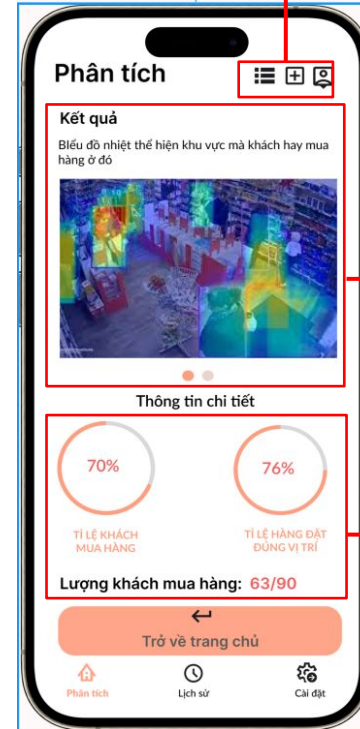 Phân tích
Kết quả
BIểu đồ nhiệt thể hiện khu vực mà khách hay mua
hàng ở đó
Thông tin chi tiết
70%
76%
TỈ LỆ KHÁCH
MUA HÀNG
TỈ LỆ HÀNG ĐẶT
ĐÚNG VỊ TRÍ
Lượng khách mua hàng: 63/90
Trở về trang chủ
Phân tích
Lịch sử
Cài đặt